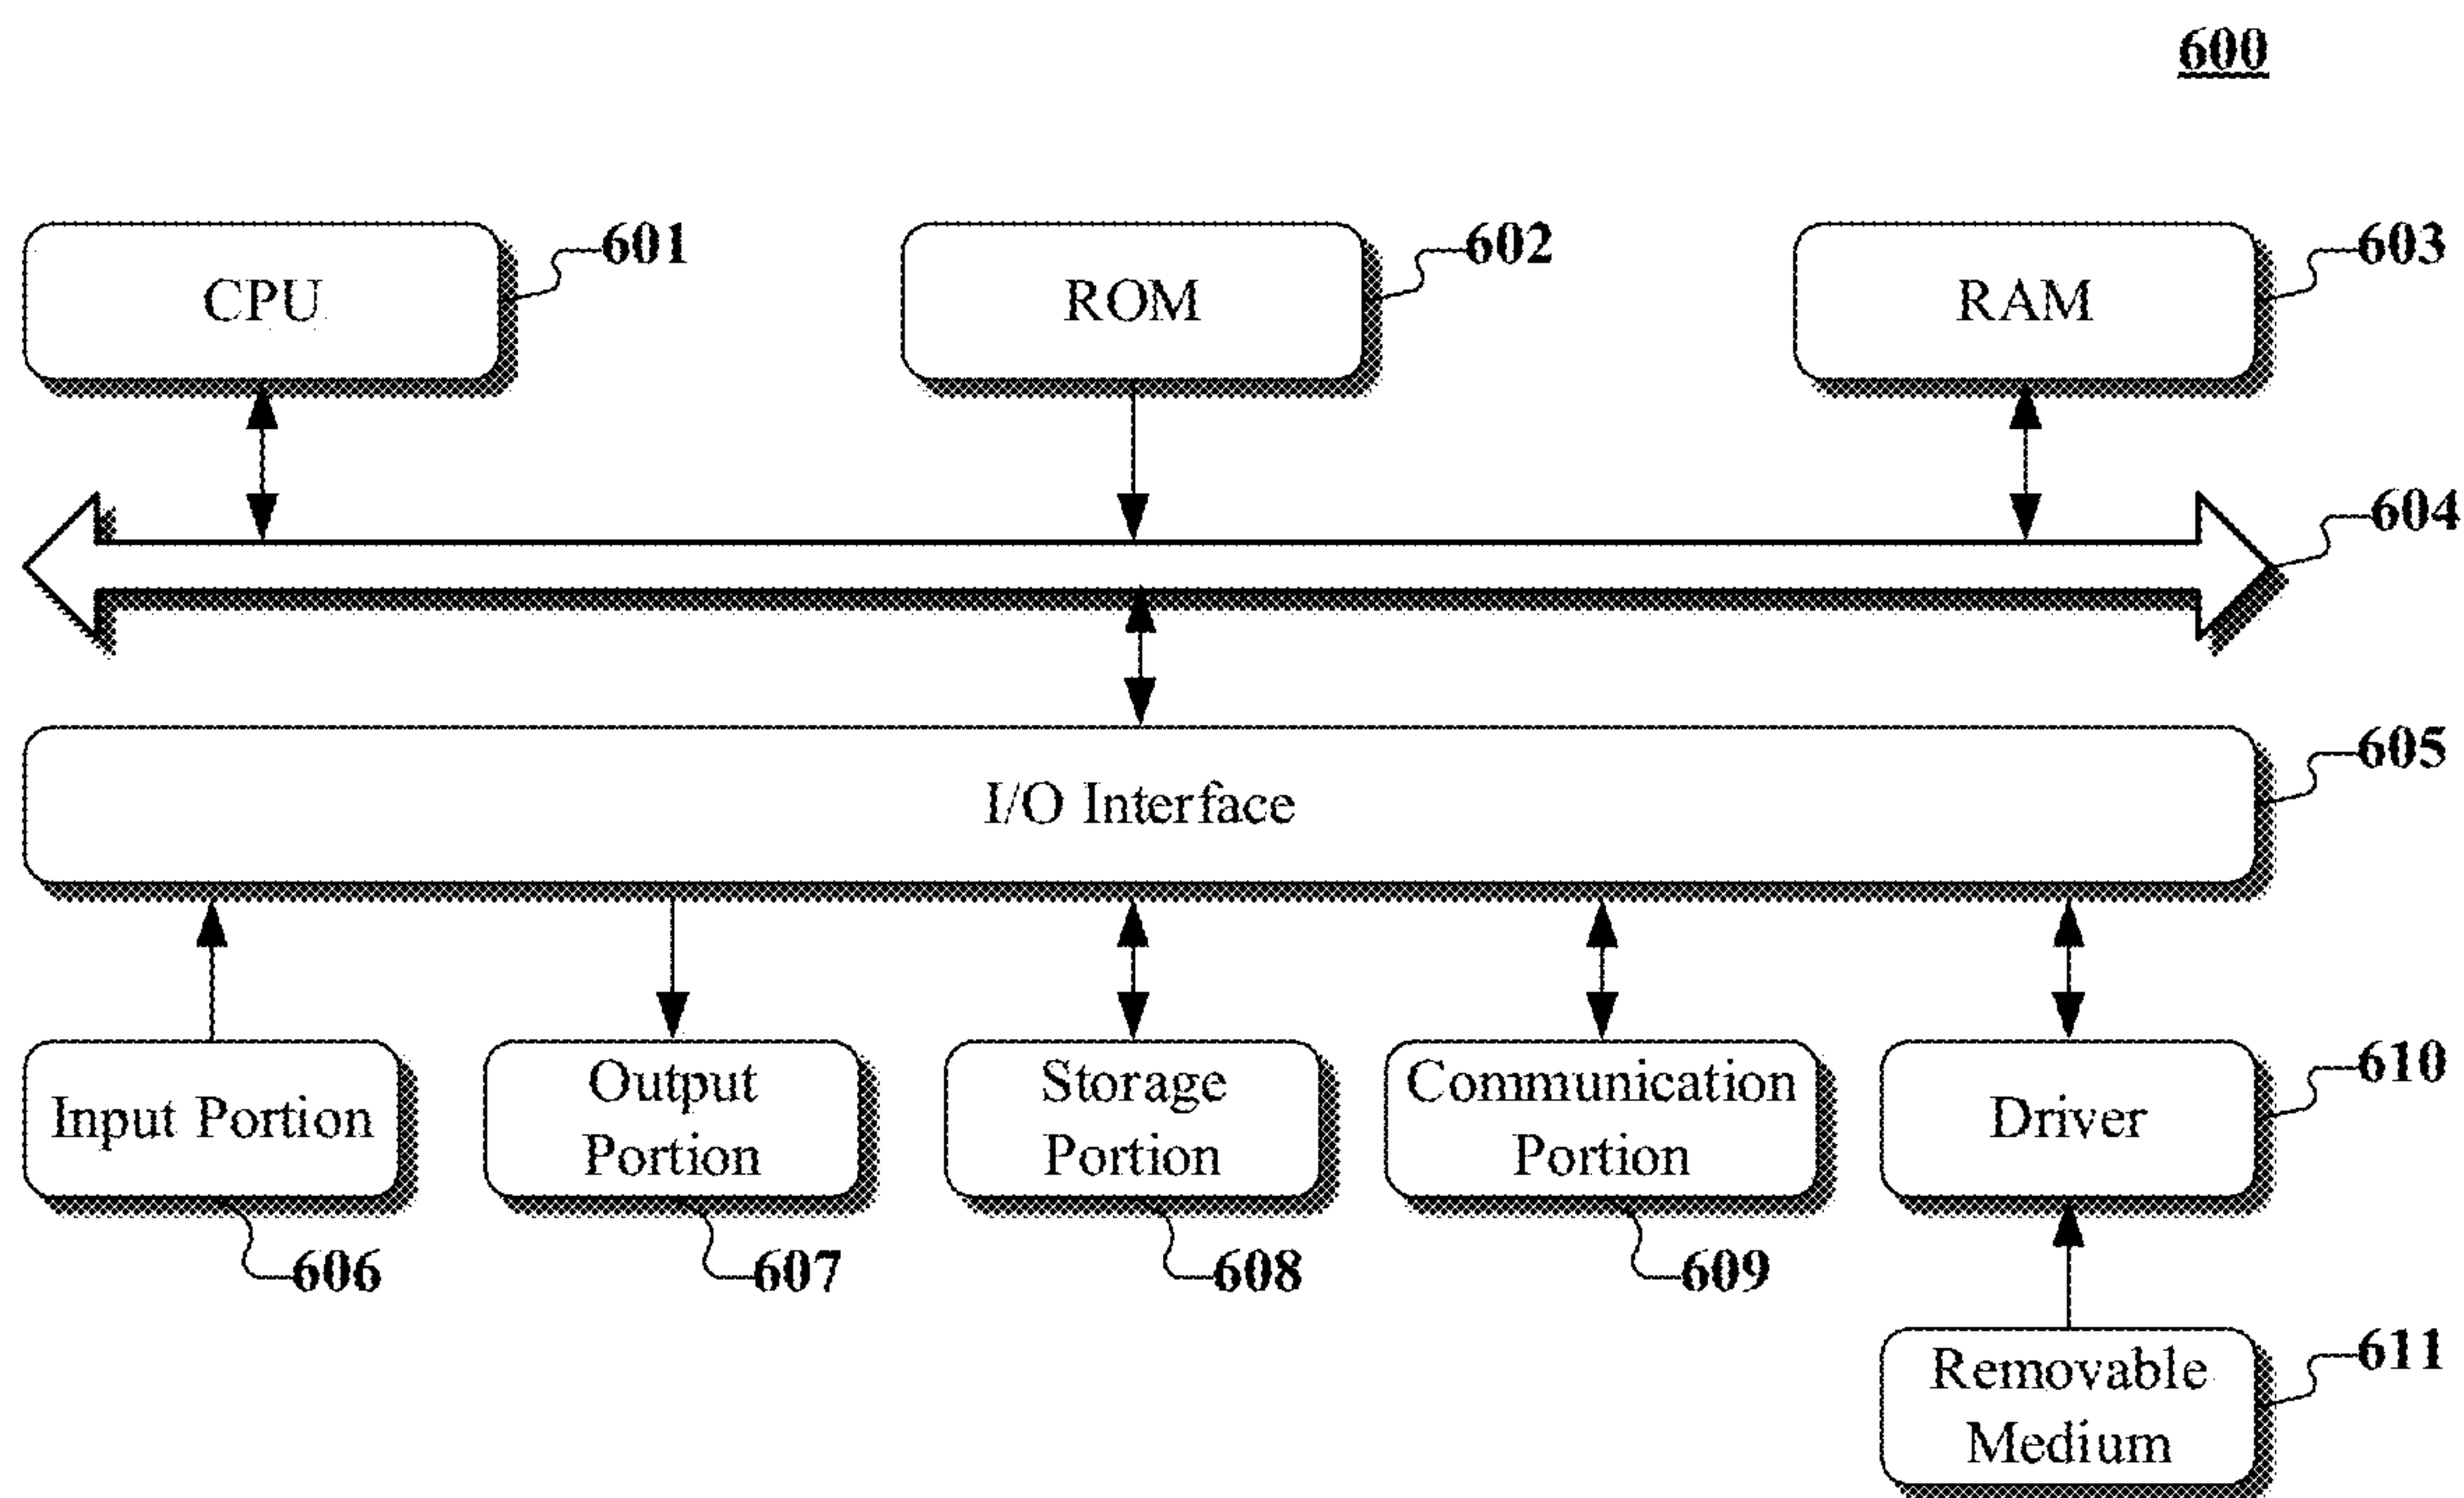 600
CPU
601
ROM
602
RAM
603
604
I/O Interface
605
Input Portion
606
Output
Portion
607
Storage
Portion
608
Communication
Portion
609
Driver
610
Removable
Medium
611